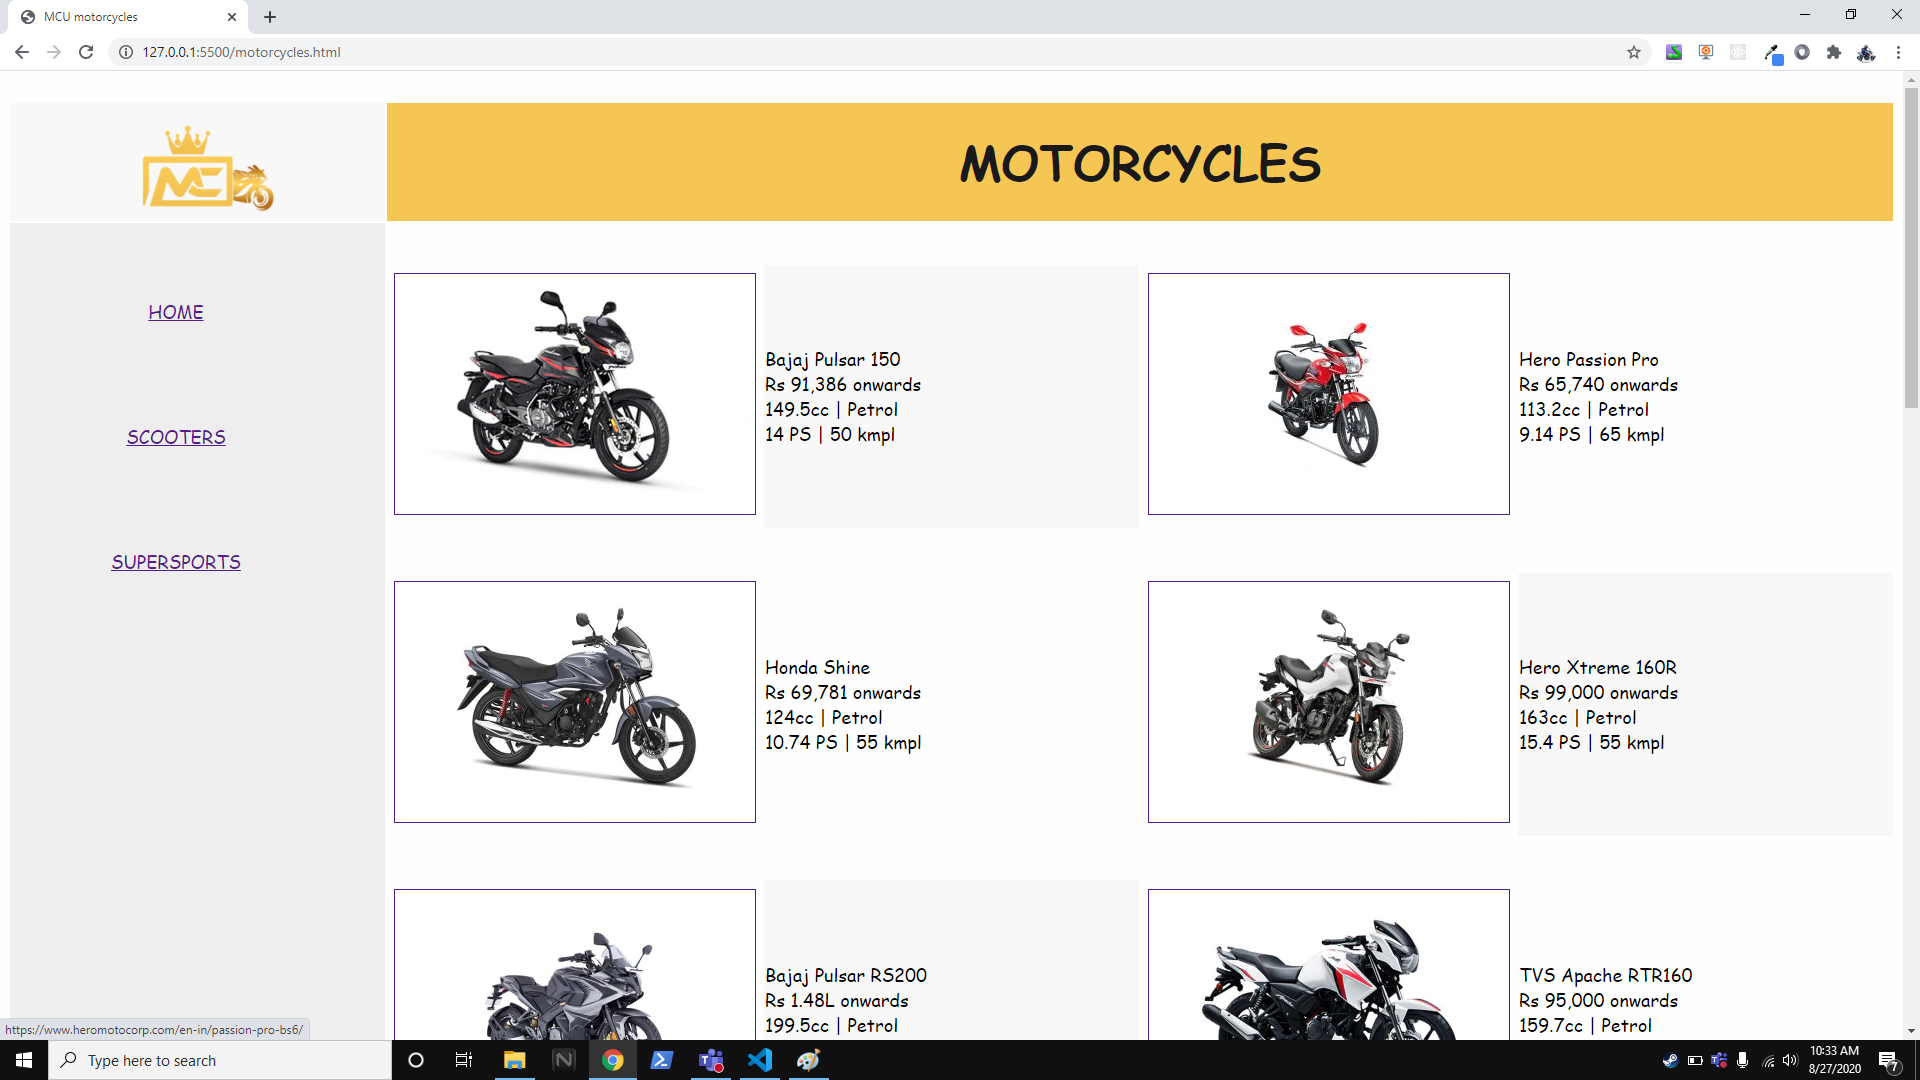 MCU motorcycles
127.0.0.1:5500/motorcycles.html
MC
MOTORCYCLES
HOME
SCOOTERS
SUPERSPORTS
Bajaj Pulsar 150
Rs 91,386 onwards
149.5cc | Petrol
14 PS | 50 kmpl
Hero Passion Pro
Rs 65,740 onwards
113.2cc | Petrol
9.14 PS | 65 kmpl
Honda Shine
Rs 69,781 onwards
124cc | Petrol
10.74 PS | 55 kmpl
Hero Xtreme 160R
Rs 99,000 onwards
163cc | Petrol
15.4 PS | 55 kmpl
Bajaj Pulsar RS200
Rs 1.48L onwards
199.5cc | Petrol
TVS Apache RTR160
Rs 95,000 onwards
159.7cc | Petrol
https://www.heromotocorp.com/en-in/passion-pro-bs6/
Type here to search
10:33 AM
8/27/2020
7